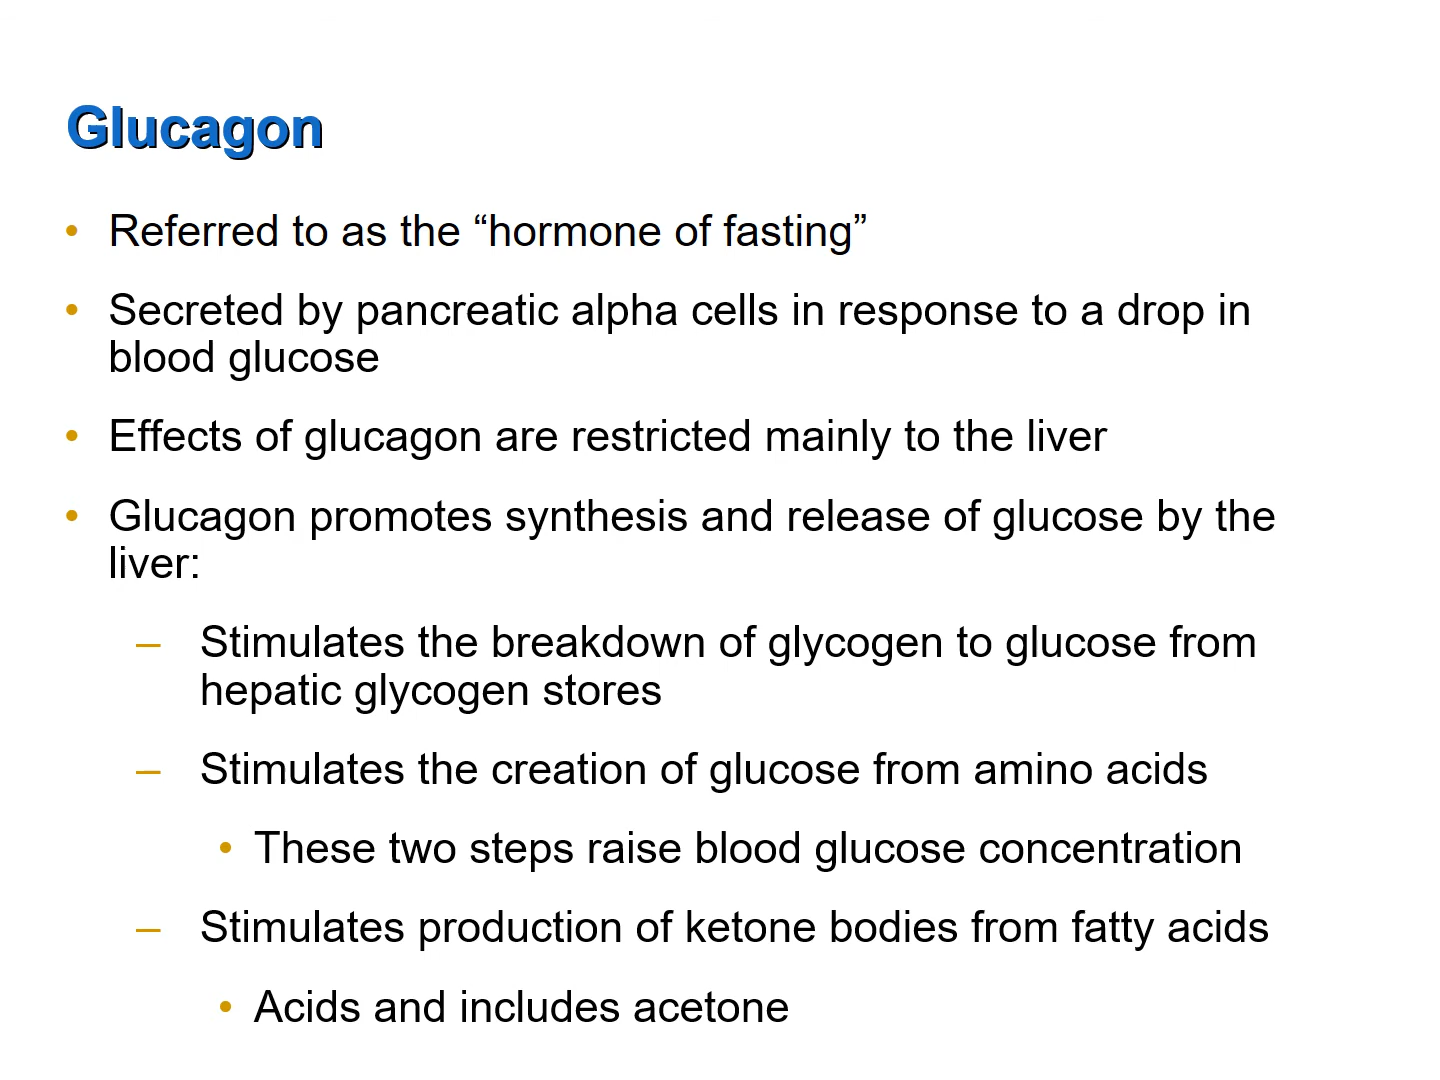 Glucagon
• Referred to as the “hormone of fasting”
• Secreted by pancreatic alpha cells in response to a drop in
blood glucose
• Effects of glucagon are restricted mainly to the liver
• Glucagon promotes synthesis and release of glucose by the
liver:
– Stimulates the breakdown of glycogen to glucose from
hepatic glycogen stores
– Stimulates the creation of glucose from amino acids
• These two steps raise blood glucose concentration
– Stimulates production of ketone bodies from fatty acids
• Acids and includes acetone